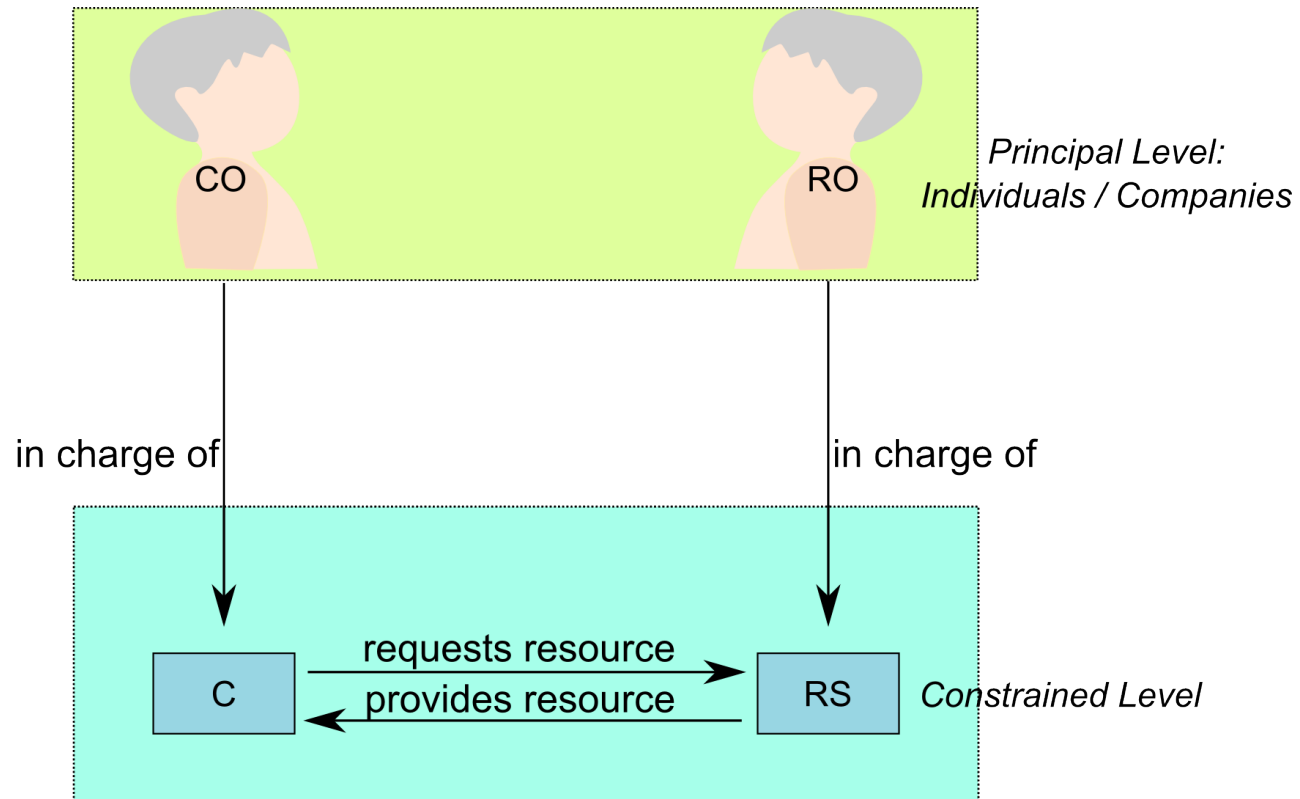 CO
RO
Principal Level:
Individuals / Companies
in charge of
in charge of
requests resource
C
provides resource
RS
Constrained Level